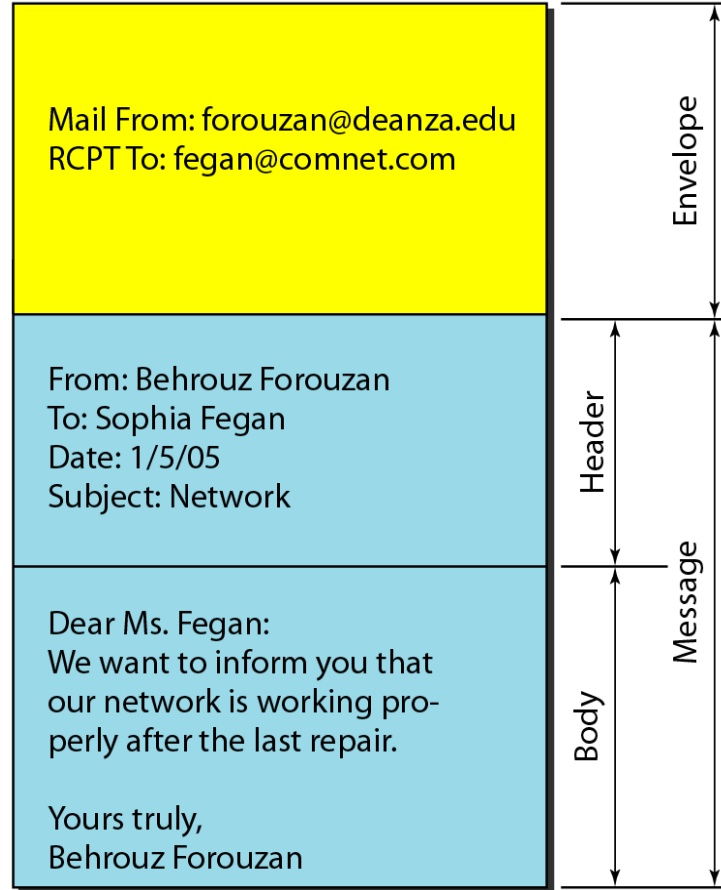 Mail From: forouzan@deanza.edu
RCPT To: fegan@comnet.com
Envelope
From: Behrouz Forouzan
To: Sophia Fegan
Date: 1/5/05
Subject: Network
Header
Message
Dear Ms. Fegan:
We want to inform you that
our network is working pro-
perly after the last repair.
Yours truly,
Behrouz Forouzan
Body